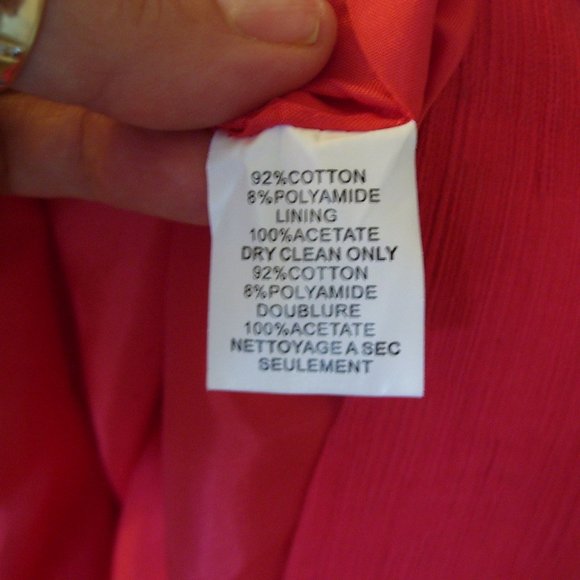 92%COTTON
8%POLYAMIDE
LINING
100%ACETATE
DRY CLEAN ONLY
92%COTTON
8%POLYAMIDE
DOUBLURE
100%ACETATE
NETTOYAGE A SEC
SEULEMENT